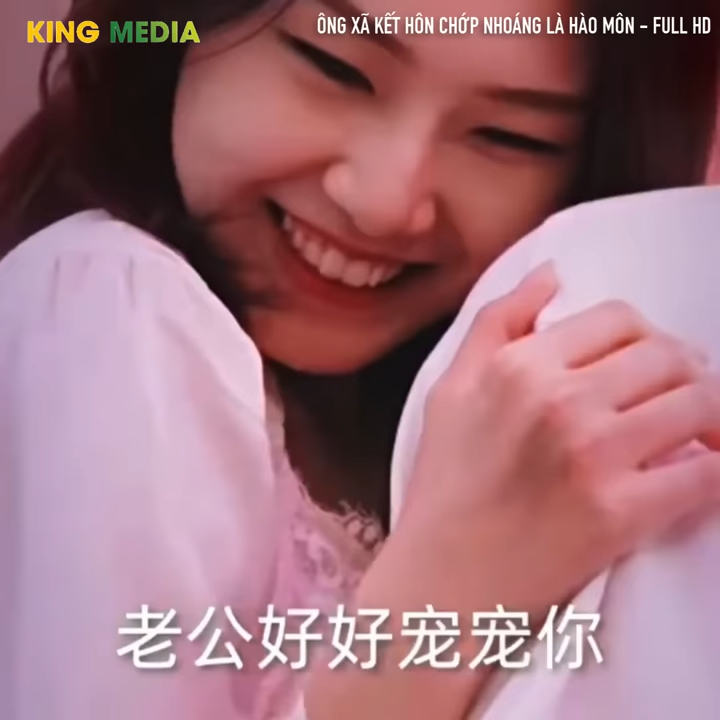 KING MEDIA
ÔNG XÃ KẾT HÔN CHỚP NHOÁNG LÀ HÀO MÔN - FULL HD
老公好好宠宠你